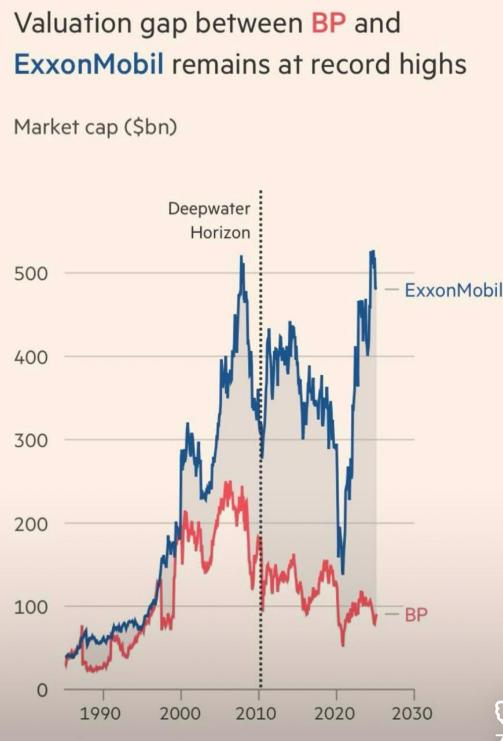 Valuation gap between BP and
ExxonMobil remains at record highs
Market cap ($bn)
Deepwater
Horizon
500
ExxonMobil
400
300
200
100
BP
0
1990 2000 2010 2020 2030